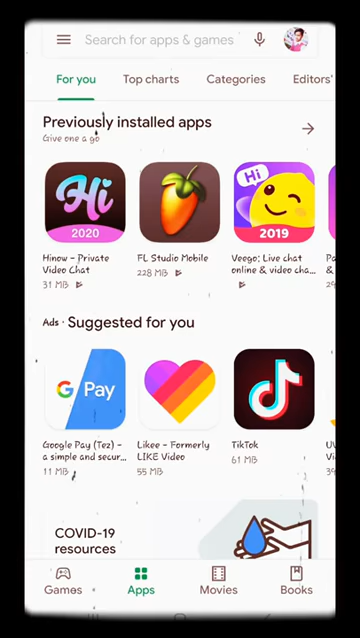 Search for apps & games
For you Top charts Categories Editors'
Previously installed apps
Give one a go
Hi
2020
Hi
2019
Hinow - Private
Video Chat
31 MB
FL Studio Mobile
228 MB
Veego: Live chat
online & video cha...
Pa
Ads · Suggested for you
G Pay
Google Pay (Tez) -
a simple and secur...
11 MB
Likee - Formerly
LIKE Video
55 MB
TikTok
61 MB
COVID-19
resources
Games Apps Movies Books